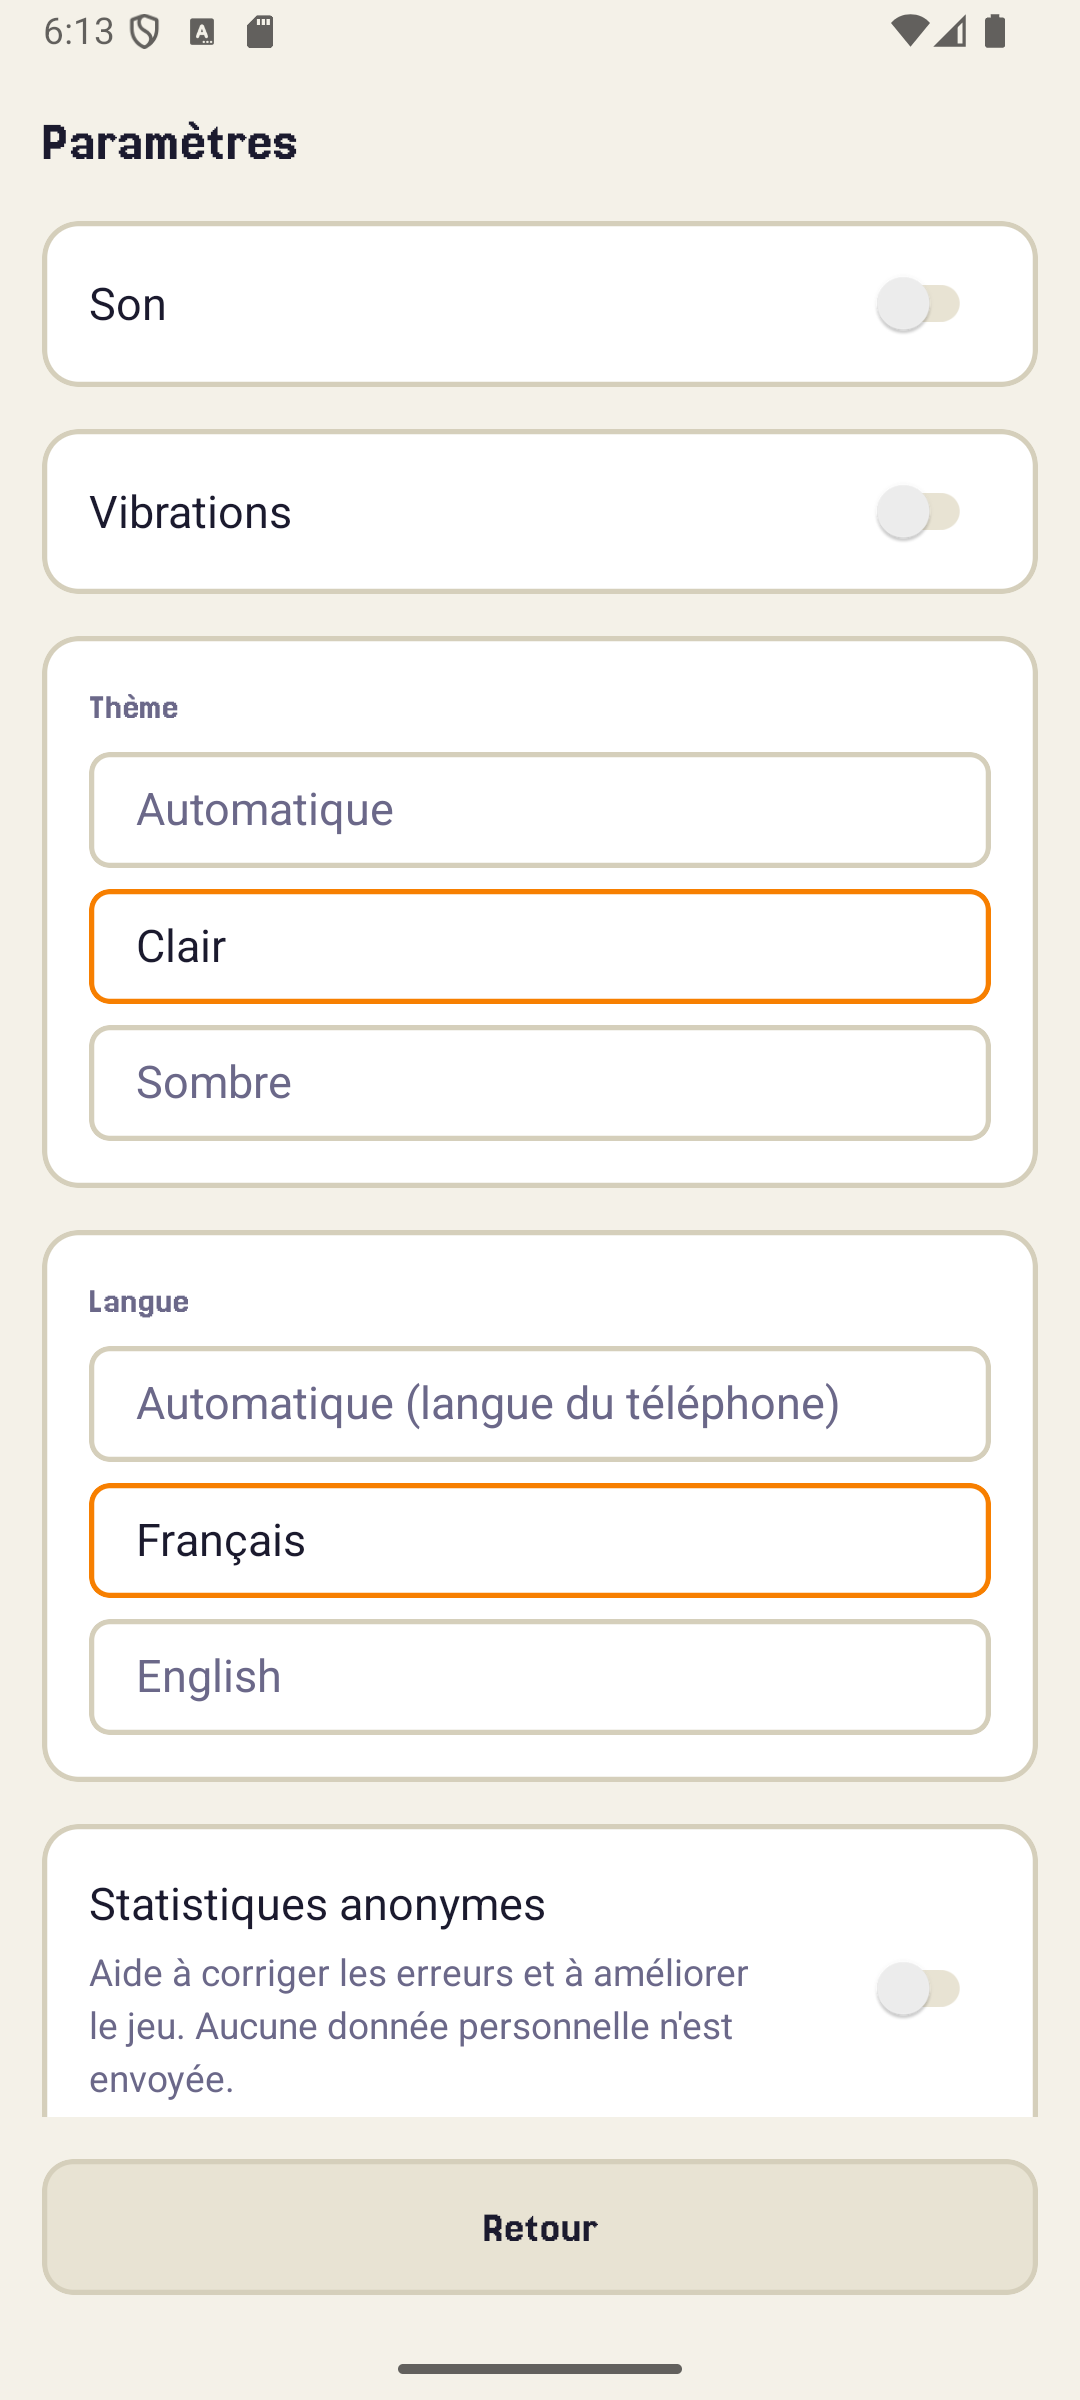 6:13
Paramètres
Son
Vibrations
Thème
Automatique
Clair
Sombre
Langue
Automatique (langue du téléphone)
Français
English
Statistiques anonymes
Aide à corriger les erreurs et à améliorer
le jeu. Aucune donnée personnelle n'est
envoyée.
Retour